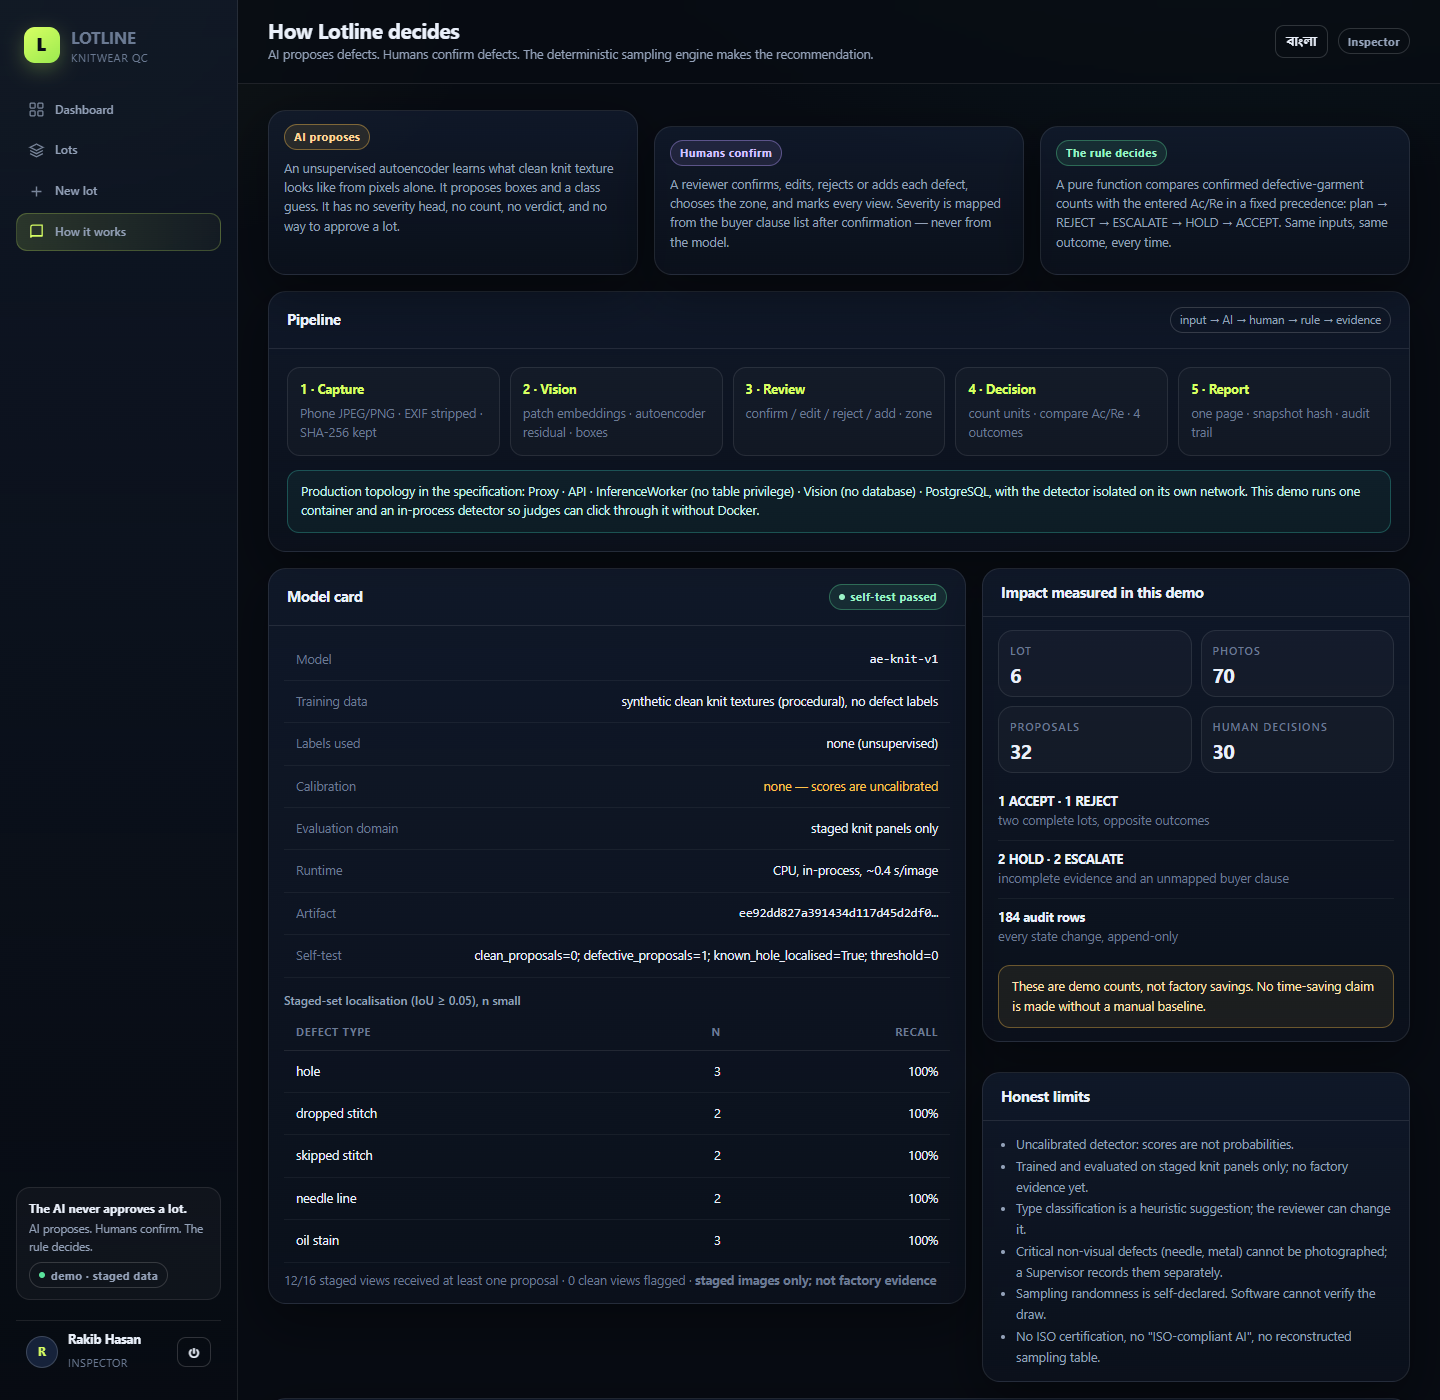 L
LOTLINE
KNITWEAR QC
Dashboard
Lots
New lot
How it works
The AI never approves a lot.
AI proposes. Humans confirm. The
rule decides.
demo · staged data
R
Rakib Hasan
INSPECTOR
How Lotline decides
AI proposes defects. Humans confirm defects. The deterministic sampling engine makes the recommendation.
বাংলা
Inspector
AI proposes
An unsupervised autoencoder learns what clean knit texture
looks like from pixels alone. It proposes boxes and a class
guess. It has no severity head, no count, no verdict, and no
way to approve a lot.
Humans confirm
A reviewer confirms, edits, rejects or adds each defect,
chooses the zone, and marks every view. Severity is mapped
from the buyer clause list after confirmation — never from
the model.
The rule decides
A pure function compares confirmed defective-garment
counts with the entered Ac/Re in a fixed precedence: plan →
REJECT → ESCALATE → HOLD → ACCEPT. Same inputs, same
outcome, every time.
Pipeline
input → AI → human → rule → evidence
1 · Capture
Phone JPEG/PNG · EXIF stripped ·
SHA-256 kept
2 · Vision
patch embeddings · autoencoder
residual · boxes
3 · Review
confirm / edit / reject / add · zone
4 · Decision
count units · compare Ac/Re · 4
outcomes
5 · Report
one page · snapshot hash · audit
trail
Production topology in the specification: Proxy · API · InferenceWorker (no table privilege) · Vision (no database) · PostgreSQL, with the detector isolated on its own network. This demo runs one
container and an in-process detector so judges can click through it without Docker.
Model card
self-test passed
Model ae-knit-v1
Training data synthetic clean knit textures (procedural), no defect labels
Labels used none (unsupervised)
Calibration none — scores are uncalibrated
Evaluation domain staged knit panels only
Runtime CPU, in-process, ~0.4 s/image
Artifact ee92dd827a391434d117d45d2df0…
Self-test clean_proposals=0; defective_proposals=1; known_hole_localised=True; threshold=0
Staged-set localisation (IoU ≥ 0.05), n small
DEFECT TYPE N RECALL
hole 3 100%
dropped stitch 2 100%
skipped stitch 2 100%
needle line 2 100%
oil stain 3 100%
12/16 staged views received at least one proposal · 0 clean views flagged · staged images only; not factory evidence
Impact measured in this demo
LOT
6
PHOTOS
70
PROPOSALS
32
HUMAN DECISIONS
30
1 ACCEPT · 1 REJECT
two complete lots, opposite outcomes
2 HOLD · 2 ESCALATE
incomplete evidence and an unmapped buyer clause
184 audit rows
every state change, append-only
These are demo counts, not factory savings. No time-saving claim
is made without a manual baseline.
Honest limits
• Uncalibrated detector: scores are not probabilities.
• Trained and evaluated on staged knit panels only; no factory
evidence yet.
• Type classification is a heuristic suggestion; the reviewer can change
it.
• Critical non-visual defects (needle, metal) cannot be photographed;
a Supervisor records them separately.
• Sampling randomness is self-declared. Software cannot verify the
draw.
• No ISO certification, no "ISO-compliant AI", no reconstructed
sampling table.